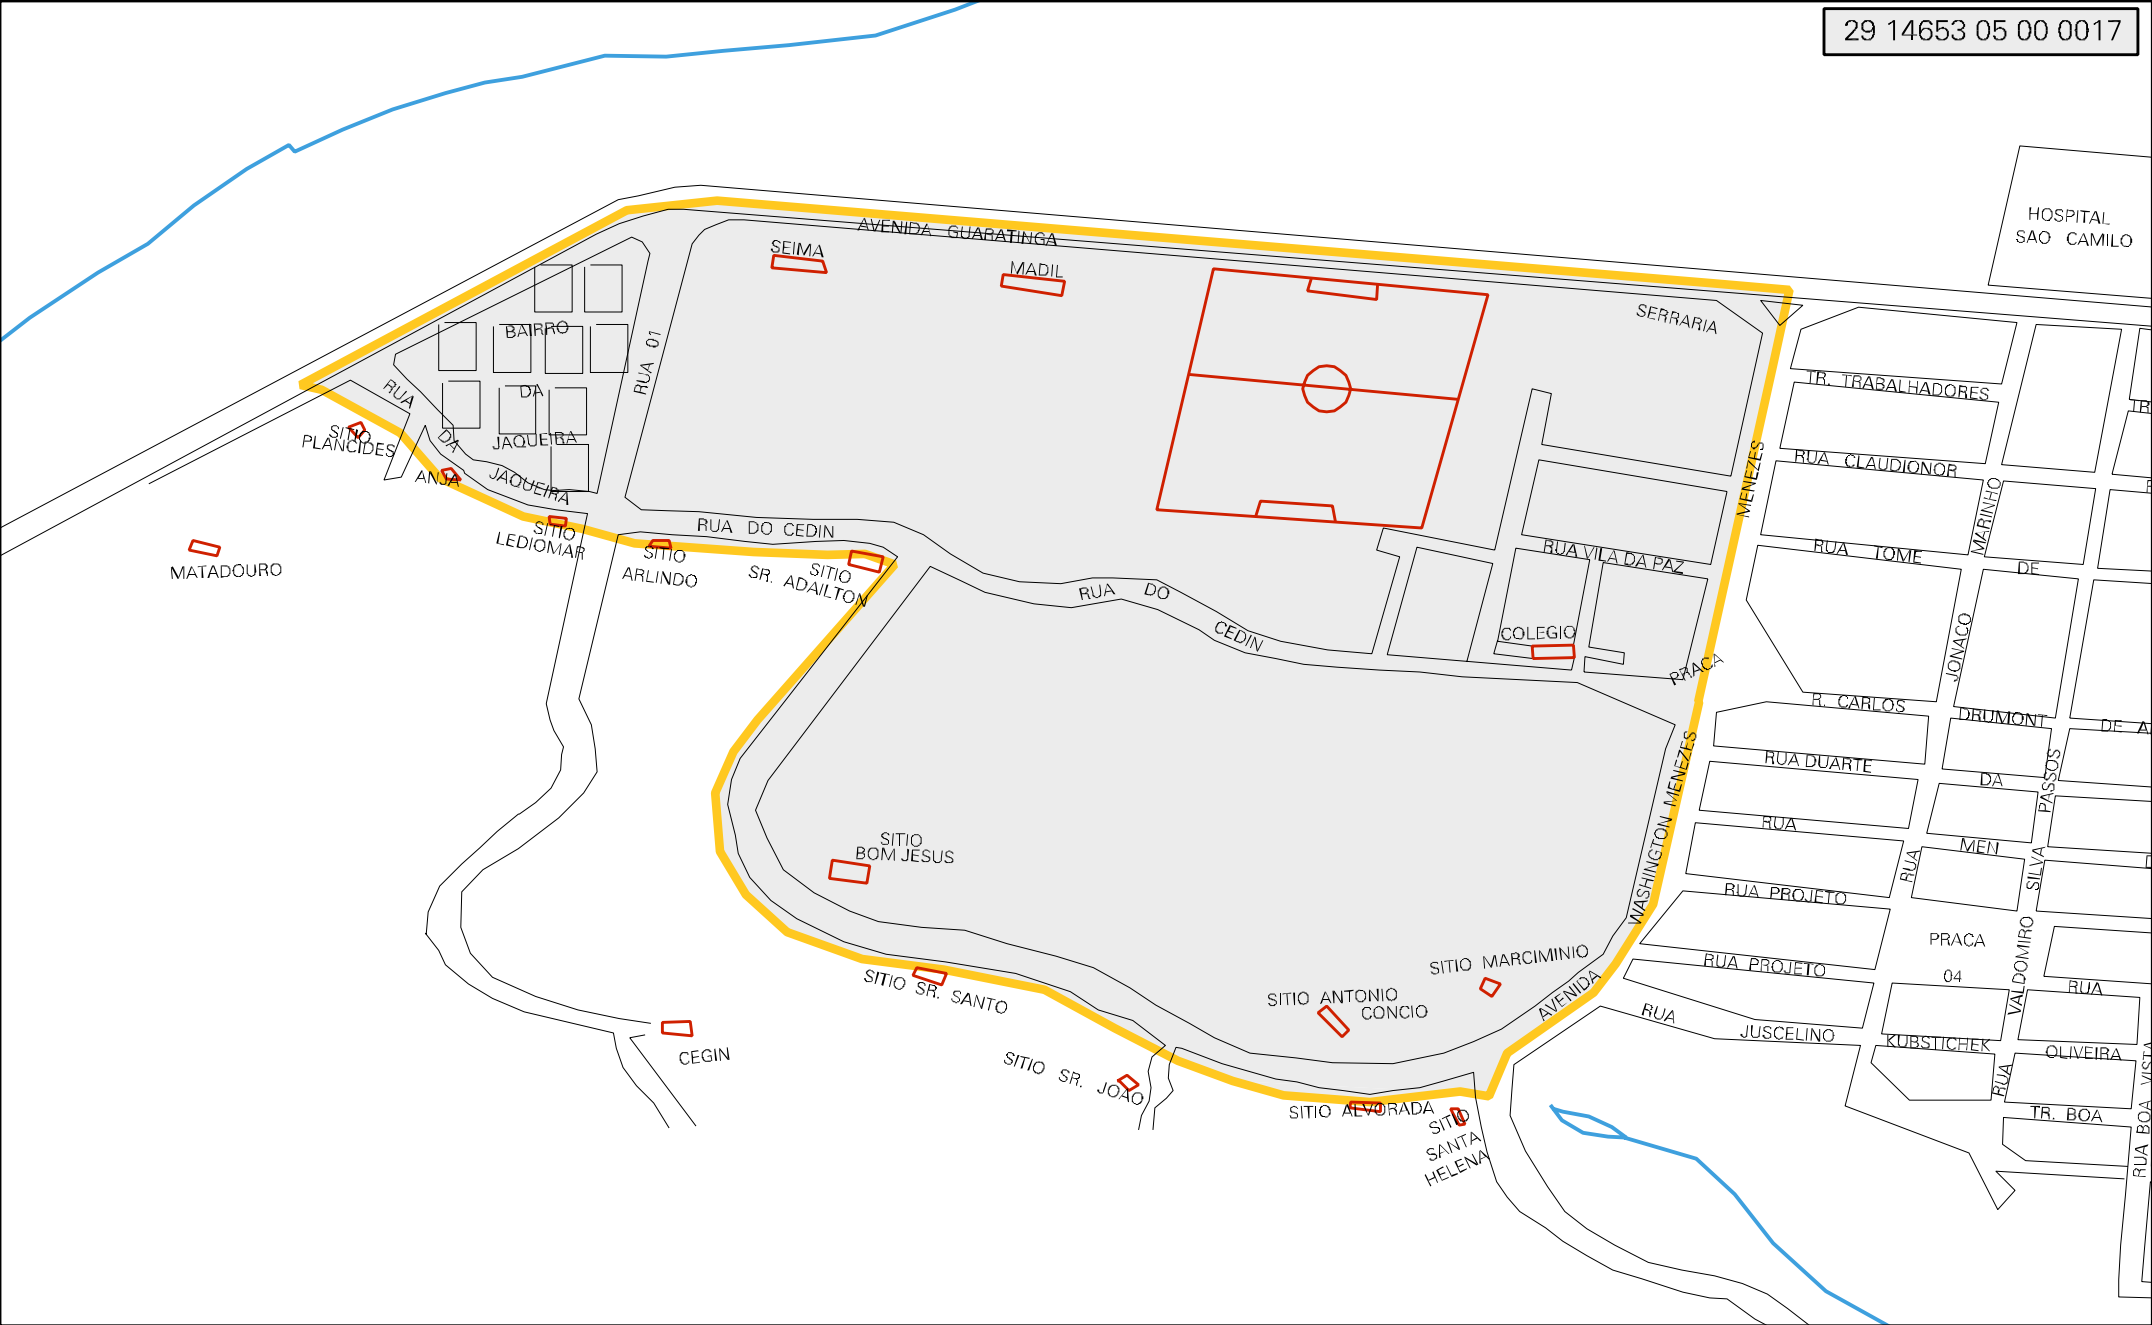 29 14653 05 00 0017
HOSPITAL
SAO CAMILO
AVENIDA GUARATINGA
SEIMA
MADIL
SERRARIA
BAIRRO
DA
JAQUEIRA
RUA 01
RUA
DA
JAQUEIRA
SITIO
PLANCIDES
ANJA
SITIO
LEDIOMAR
MATADOURO
RUA DO CEDIN
SITIO
ARLINDO
SITIO
SR. ADAILTON
RUA DO
CEDIN
RUA VILA DA PAZ
COLEGIO
PRACA
MENEZES
TR. TRABALHADORES
TR.
RUA CLAUDIONOR
MARINHO
RUA TOME
DE
JONACO
R. CARLOS
DRUMONT
DE A
RUA DUARTE
DA
PASSOS
RUA
MEN
RUA
SILVA
RUA PROJETO
PRACA
04
VALDOMIRO
RUA PROJETO
RUA
WASHINGTON MENEZES
AVENIDA
RUA
JUSCELINO
KUBSTICHEK
OLIVEIRA
RUA
TR. BOA
RUA BOA VISTA
SITIO
BOM JESUS
SITIO SR. SANTO
SITIO MARCIMINIO
SITIO ANTONIO
CONCIO
CEGIN
SITIO SR. JOAO
SITIO ALVORADA
SITIO
SANTA
HELENA